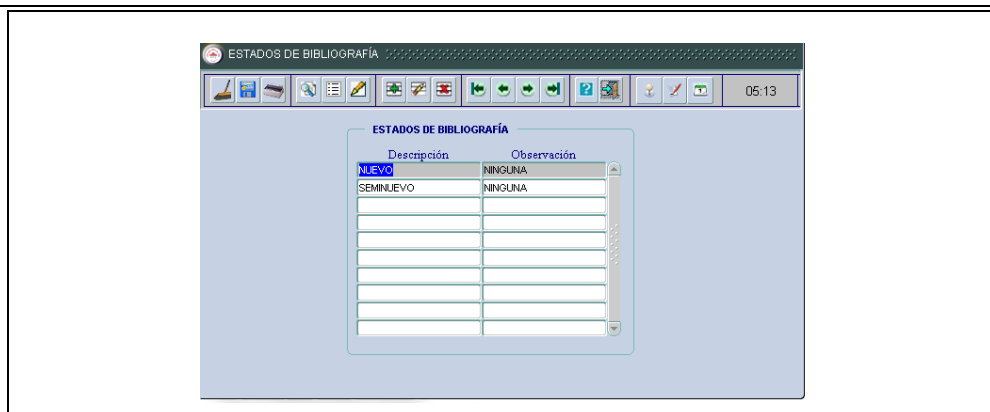 ESTADOS DE BIBLIOGRAFÍA
05:13
ESTADOS DE BIBLIOGRAFÍA
Descripción Observación
NUEVO NINGUNA
SEMINUEVO NINGUNA